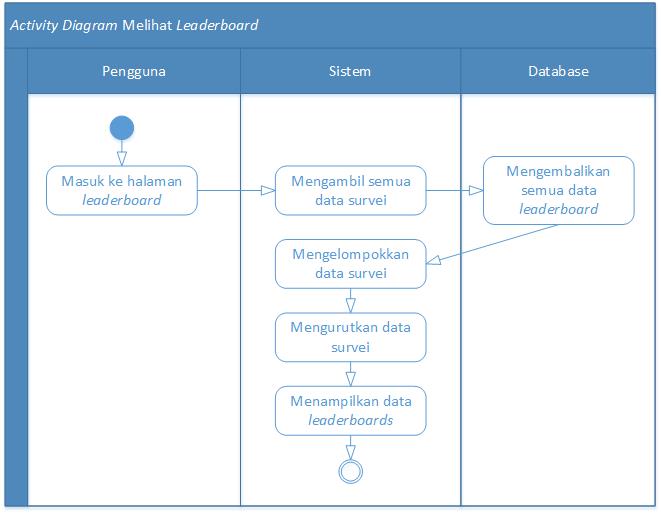 Activity Diagram Melihat Leaderboard
Pengguna
Sistem
Database
Masuk ke halaman
leaderboard
Mengambil semua
data survei
Mengembalikan
semua data
leaderboard
Mengelompokkan
data survei
Mengurutkan data
survei
Menampilkan data
leaderboards